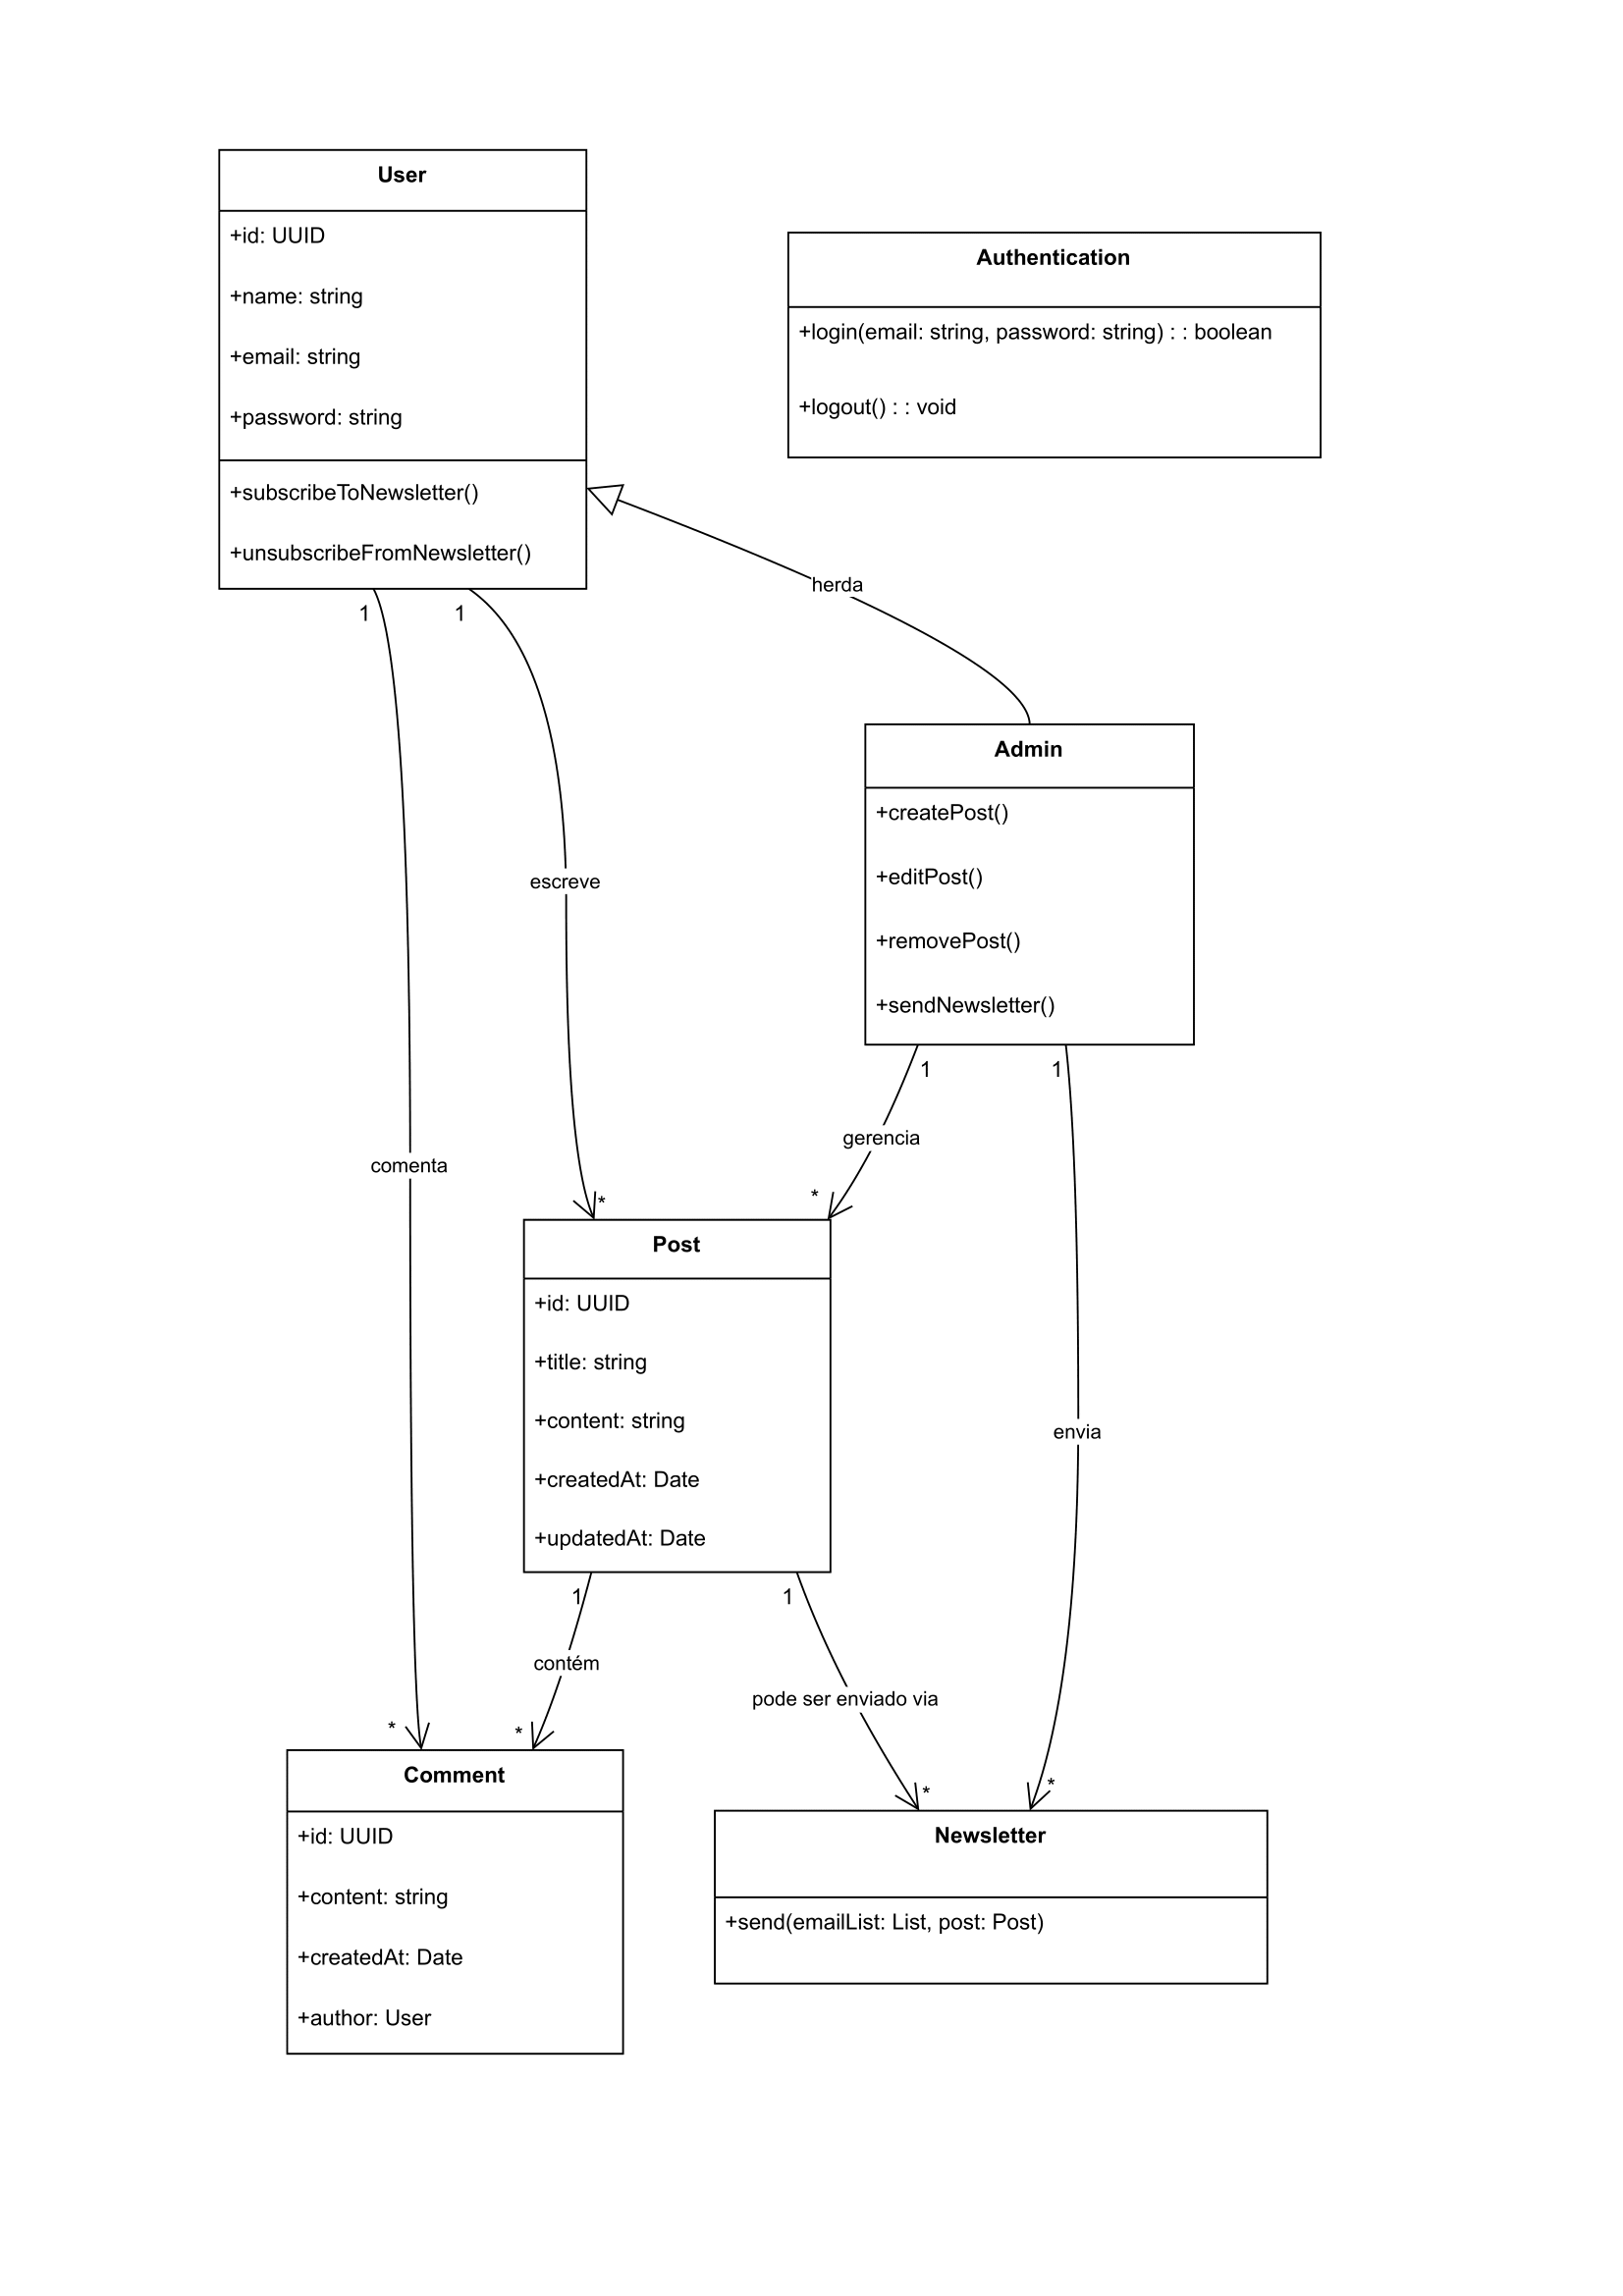 User
+id: UUID
+name: string
+email: string
+password: string
+subscribeToNewsletter()
+unsubscribeFromNewsletter()
Authentication
+login(email: string, password: string) : : boolean
+logout() : : void
herda
1
1
Admin
+createPost()
+editPost()
+removePost()
+sendNewsletter()
escreve
1
1
gerencia
comenta
*
*
Post
+id: UUID
+title: string
+content: string
+createdAt: Date
+updatedAt: Date
envia
1
1
contém
pode ser enviado via
*
*
Comment
+id: UUID
+content: string
+createdAt: Date
+author: User
*
*
Newsletter
+send(emailList: List, post: Post)